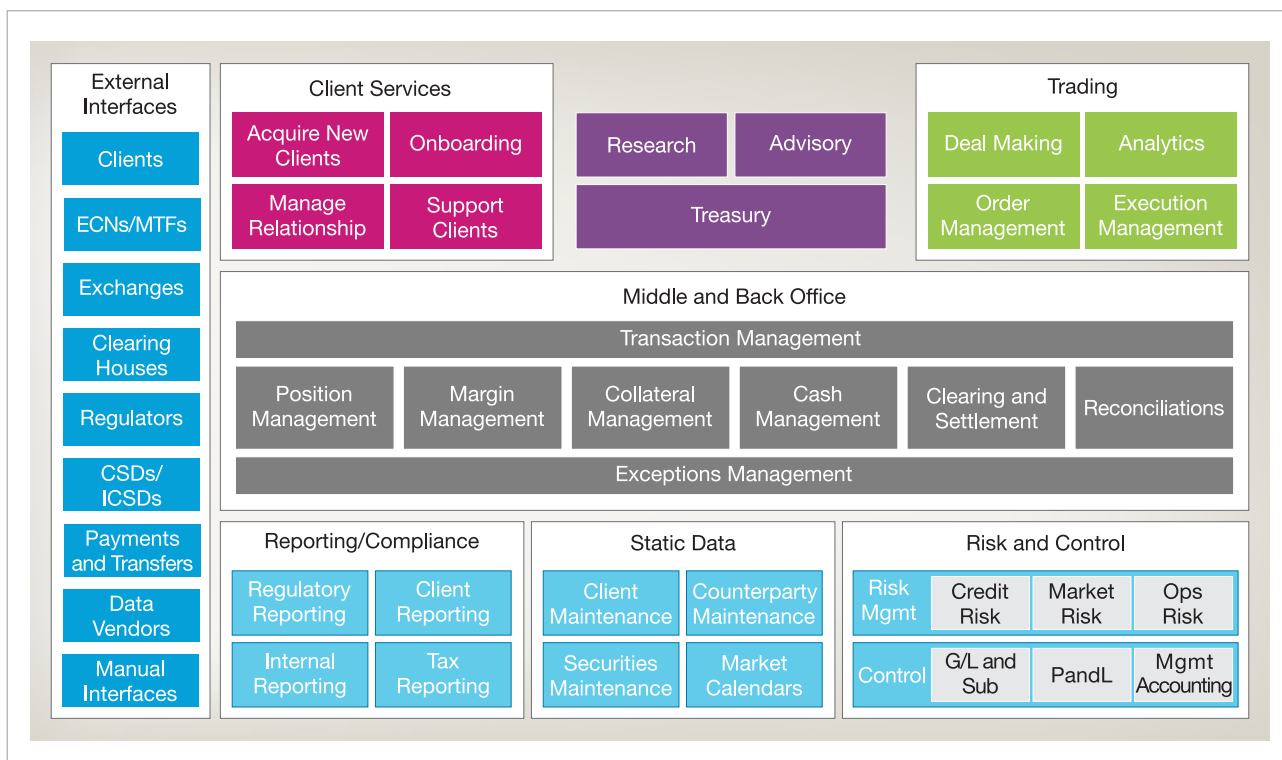 External
Interfaces
Clients
ECNs/MTFs
Exchanges
Clearing
Houses
Regulators
CSDs/
ICSDs
Payments
and Transfers
Data
Vendors
Manual
Interfaces
Client Services
Acquire New
Clients
Onboarding
Manage
Relationship
Support
Clients
Research
Advisory
Treasury
Trading
Deal Making
Analytics
Order
Management
Execution
Management
Middle and Back Office
Transaction Management
Position
Management
Margin
Management
Collateral
Management
Cash
Management
Clearing and
Settlement
Reconciliations
Exceptions Management
Reporting/Compliance
Regulatory
Reporting
Client
Reporting
Internal
Reporting
Tax
Reporting
Static Data
Client
Maintenance
Counterparty
Maintenance
Securities
Maintenance
Market
Calendars
Risk and Control
Risk
Mgmt
Credit
Risk
Market
Risk
Ops
Risk
Control
G/L and
Sub
PandL
Mgmt
Accounting